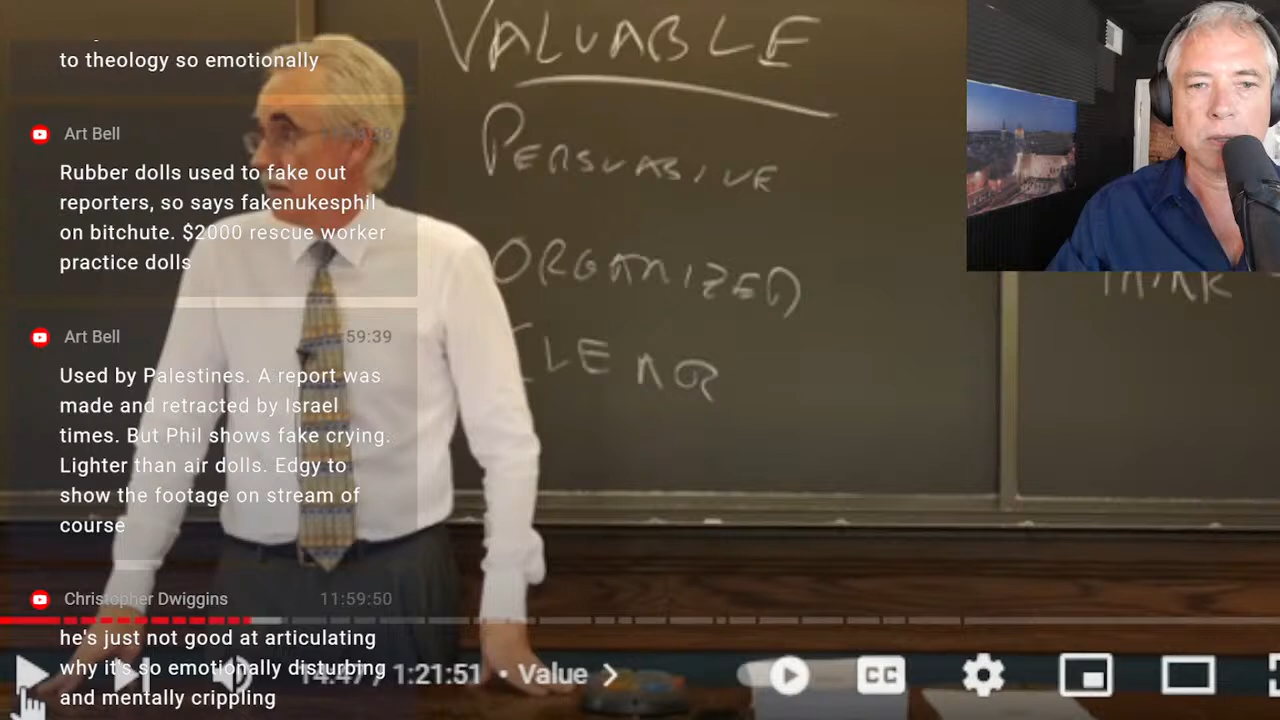 to theology so emotionally
Art Bell
Rubber dolls used to fake out
reporters, so says fakenukesphil
on bitchute. $2000 rescue worker
practice dolls
Art Bell 59:39
Used by Palestines. A report was
made and retracted by Israel
times. But Phil shows fake crying.
Lighter than air dolls. Edgy to
show the footage on stream of
course
Christopher Dwiggins 11:59:50
he's just not good at articulating
why it's so emotionally disturbing
and mentally crippling
VALUABLE
PERSUASIVE
ORGANIZED
CLEAR
THINK
14:47 / 1:21:51 • Value >
CC